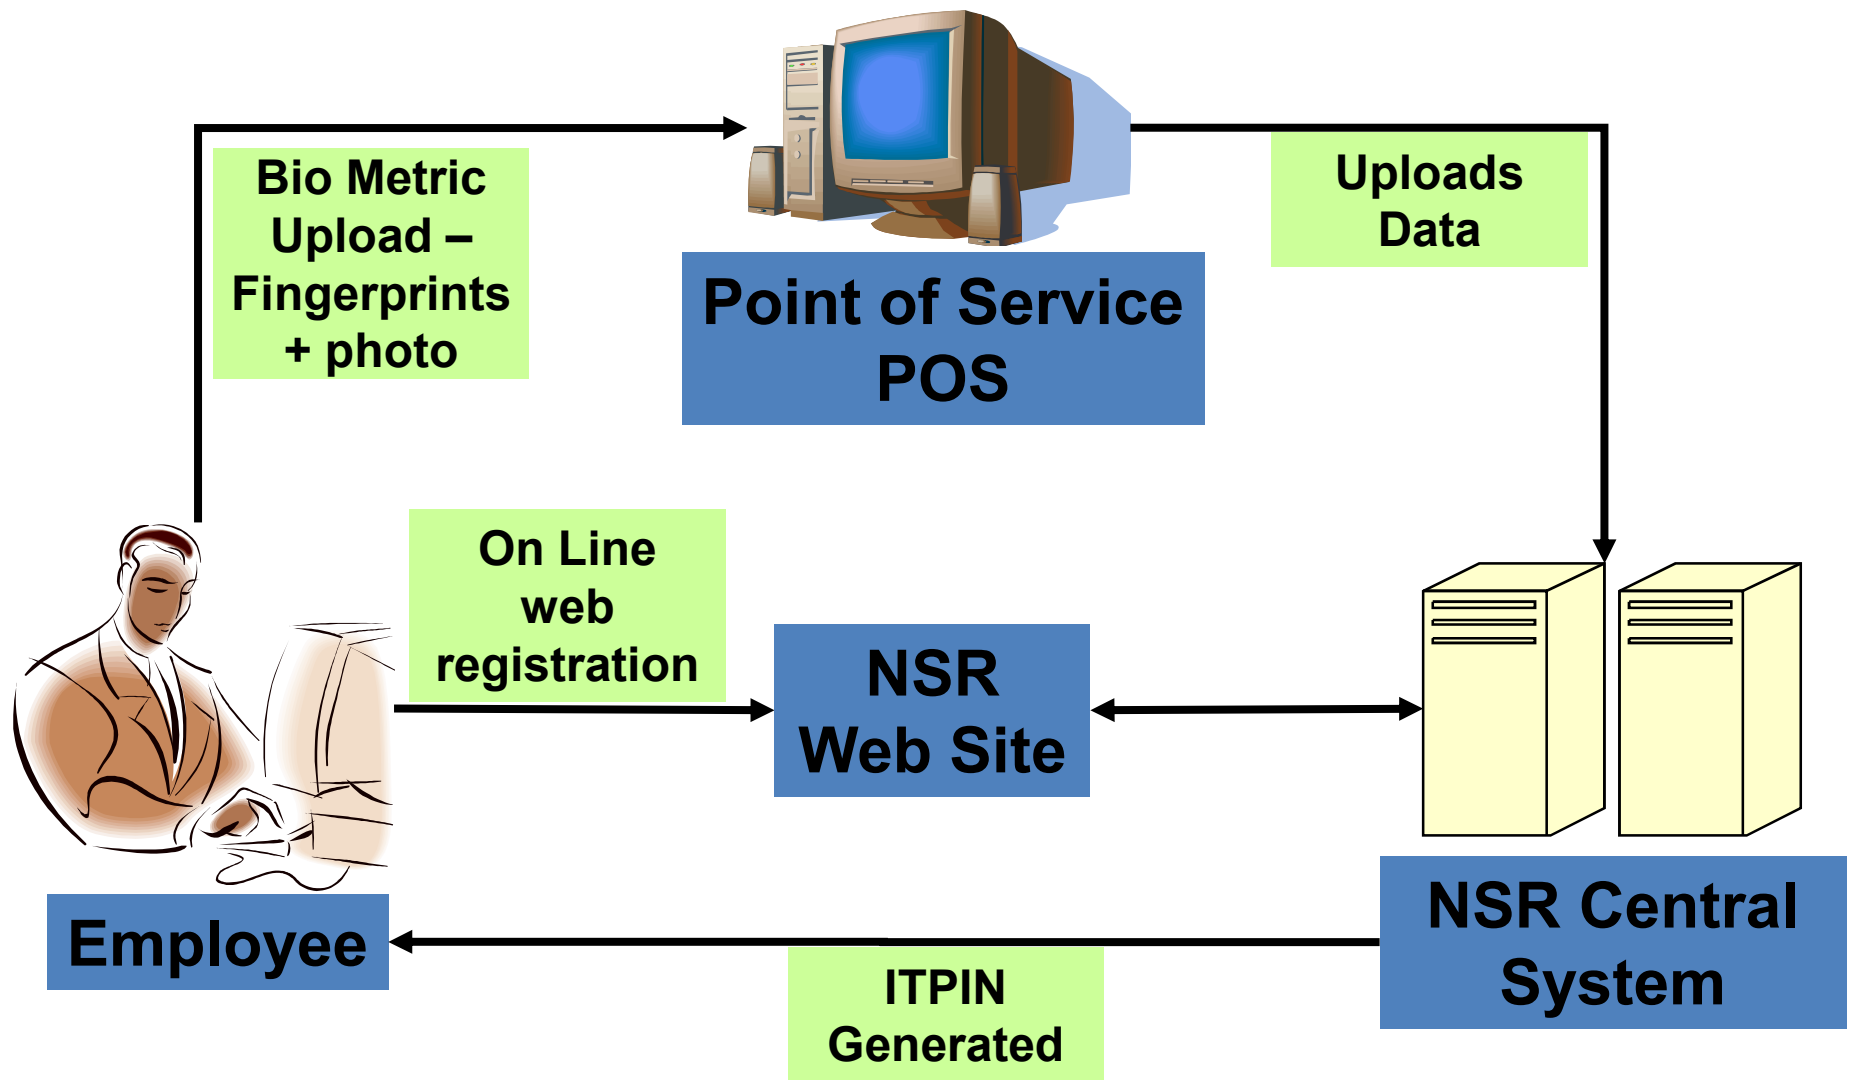 Bio Metric
Upload –
Fingerprints
+ photo
Point of Service
POS
Uploads
Data
On Line
web
registration
NSR
Web Site
Employee
NSR Central
System
ITPIN
Generated